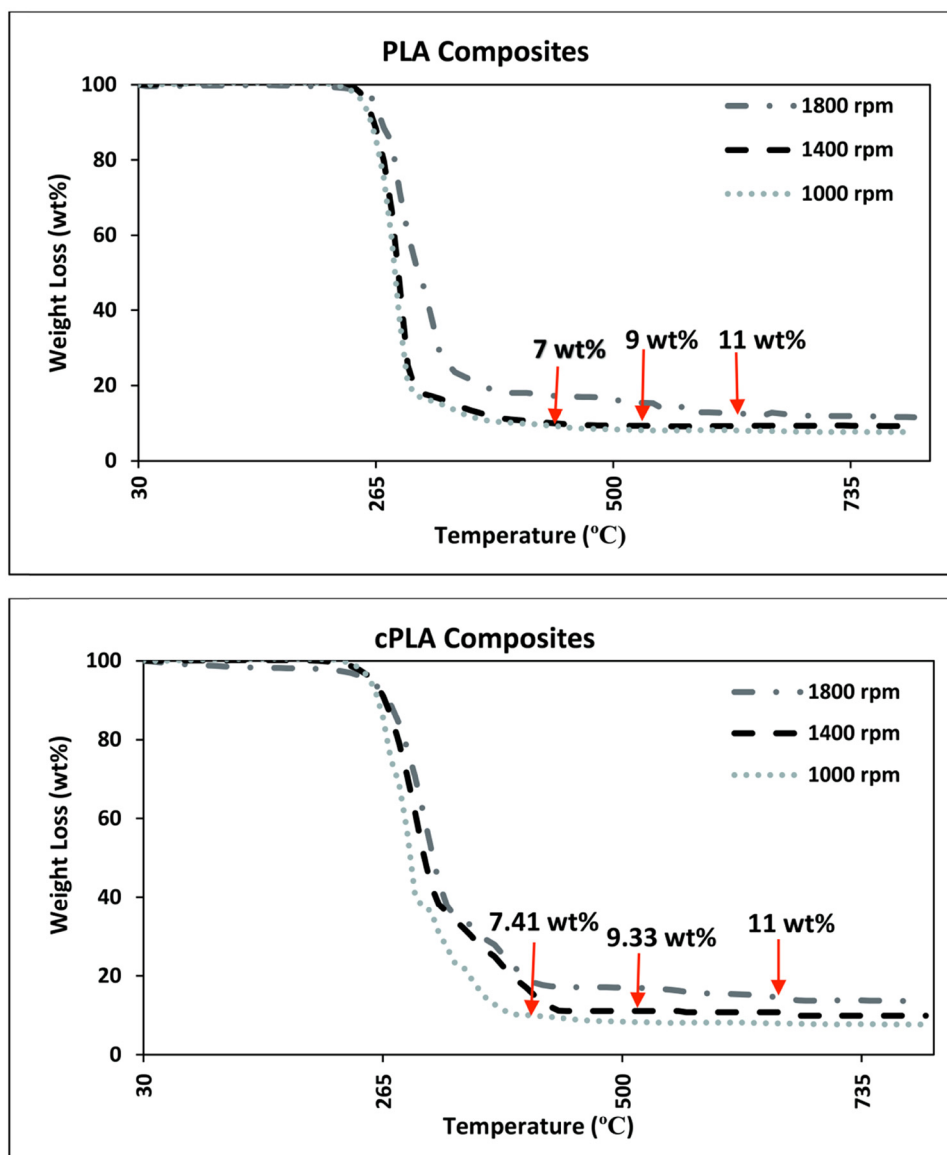 PLA Composites
100
80
60
40
20
0
Weight Loss (wt%)
1800 rpm
1400 rpm
1000 rpm
7 wt%
9 wt%
11 wt%
30
265
500
735
Temperature (ºC)
cPLA Composites
100
80
60
40
20
0
Weight Loss (wt%)
1800 rpm
1400 rpm
1000 rpm
7.41 wt%
9.33 wt%
11 wt%
30
265
500
735
Temperature (ºC)